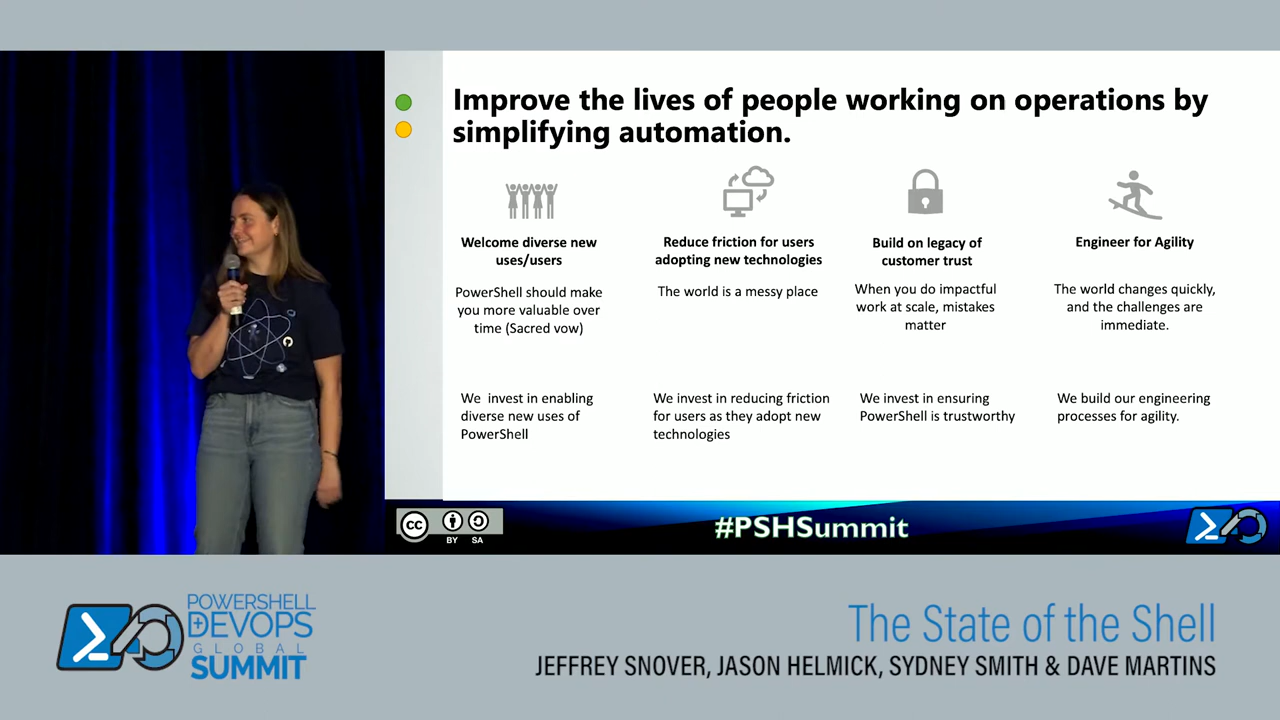 Improve the lives of people working on operations by
simplifying automation.
Welcome diverse new
uses/users
PowerShell should make
you more valuable over
time (Sacred vow)
We  invest in enabling
diverse new uses of
PowerShell
Reduce friction for users
adopting new technologies
The world is a messy place
We invest in reducing friction
for users as they adopt new
technologies
Build on legacy of
customer trust
When you do impactful
work at scale, mistakes
matter
We invest in ensuring
PowerShell is trustworthy
Engineer for Agility
The world changes quickly,
and the challenges are
immediate.
We build our engineering
processes for agility.
cc
BY SA
#PSHSummit
POWERSHELL
DEVOPS
GLOBAL
SUMMIT
The State of the Shell
JEFFREY SNOVER, JASON HELMICK, SYDNEY SMITH & DAVE MARTINS